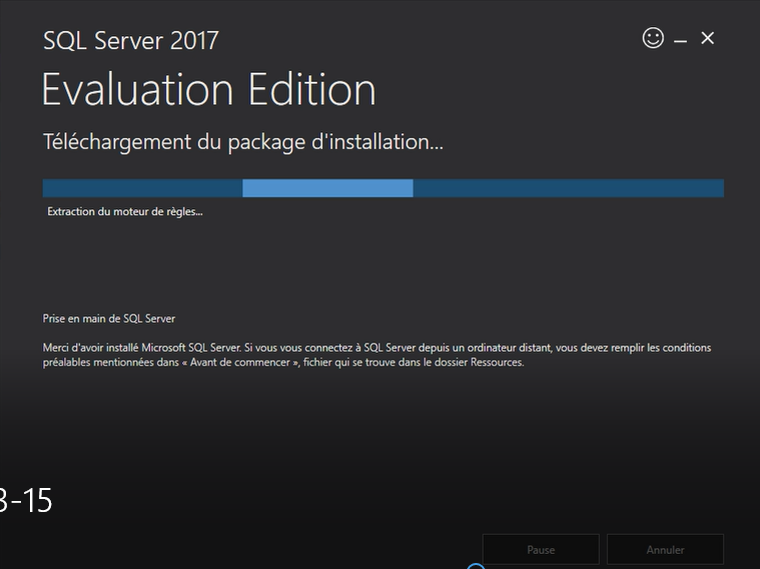 SQL Server 2017
Evaluation Edition
Téléchargement du package d'installation...
Extraction du moteur de règles...
Prise en main de SQL Server
Merci d'avoir installé Microsoft SQL Server. Si vous vous connectez à SQL Server depuis un ordinateur distant, vous devez remplir les conditions
préalables mentionnées dans « Avant de commencer », fichier qui se trouve dans le dossier Ressources.
3-15
Pause Annuler